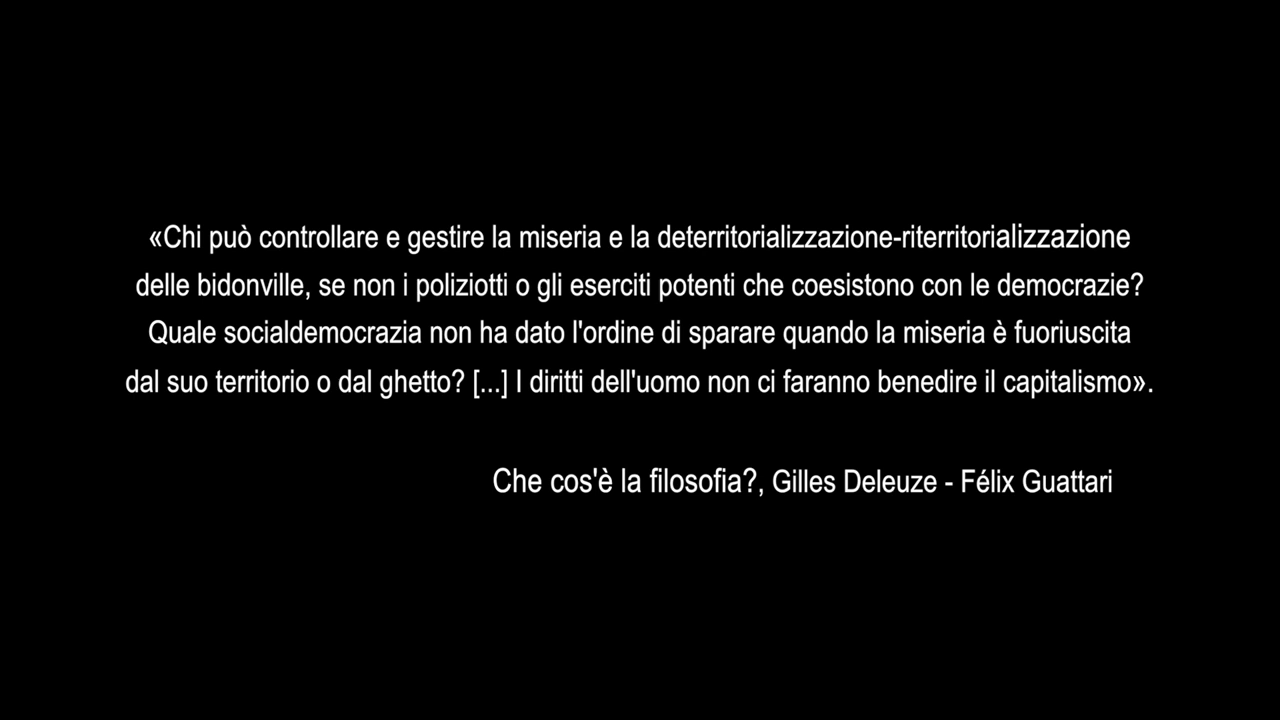 «Chi può controllare e gestire la miseria e la deterritorializzazione-riterritorializzazione
delle bidonville, se non i poliziotti o gli eserciti potenti che coesistono con le democrazie?
Quale socialdemocrazia non ha dato l'ordine di sparare quando la miseria è fuoriuscita
dal suo territorio o dal ghetto? [...] I diritti dell'uomo non ci faranno benedire il capitalismo».
Che cos'è la filosofia?, Gilles Deleuze - Félix Guattari